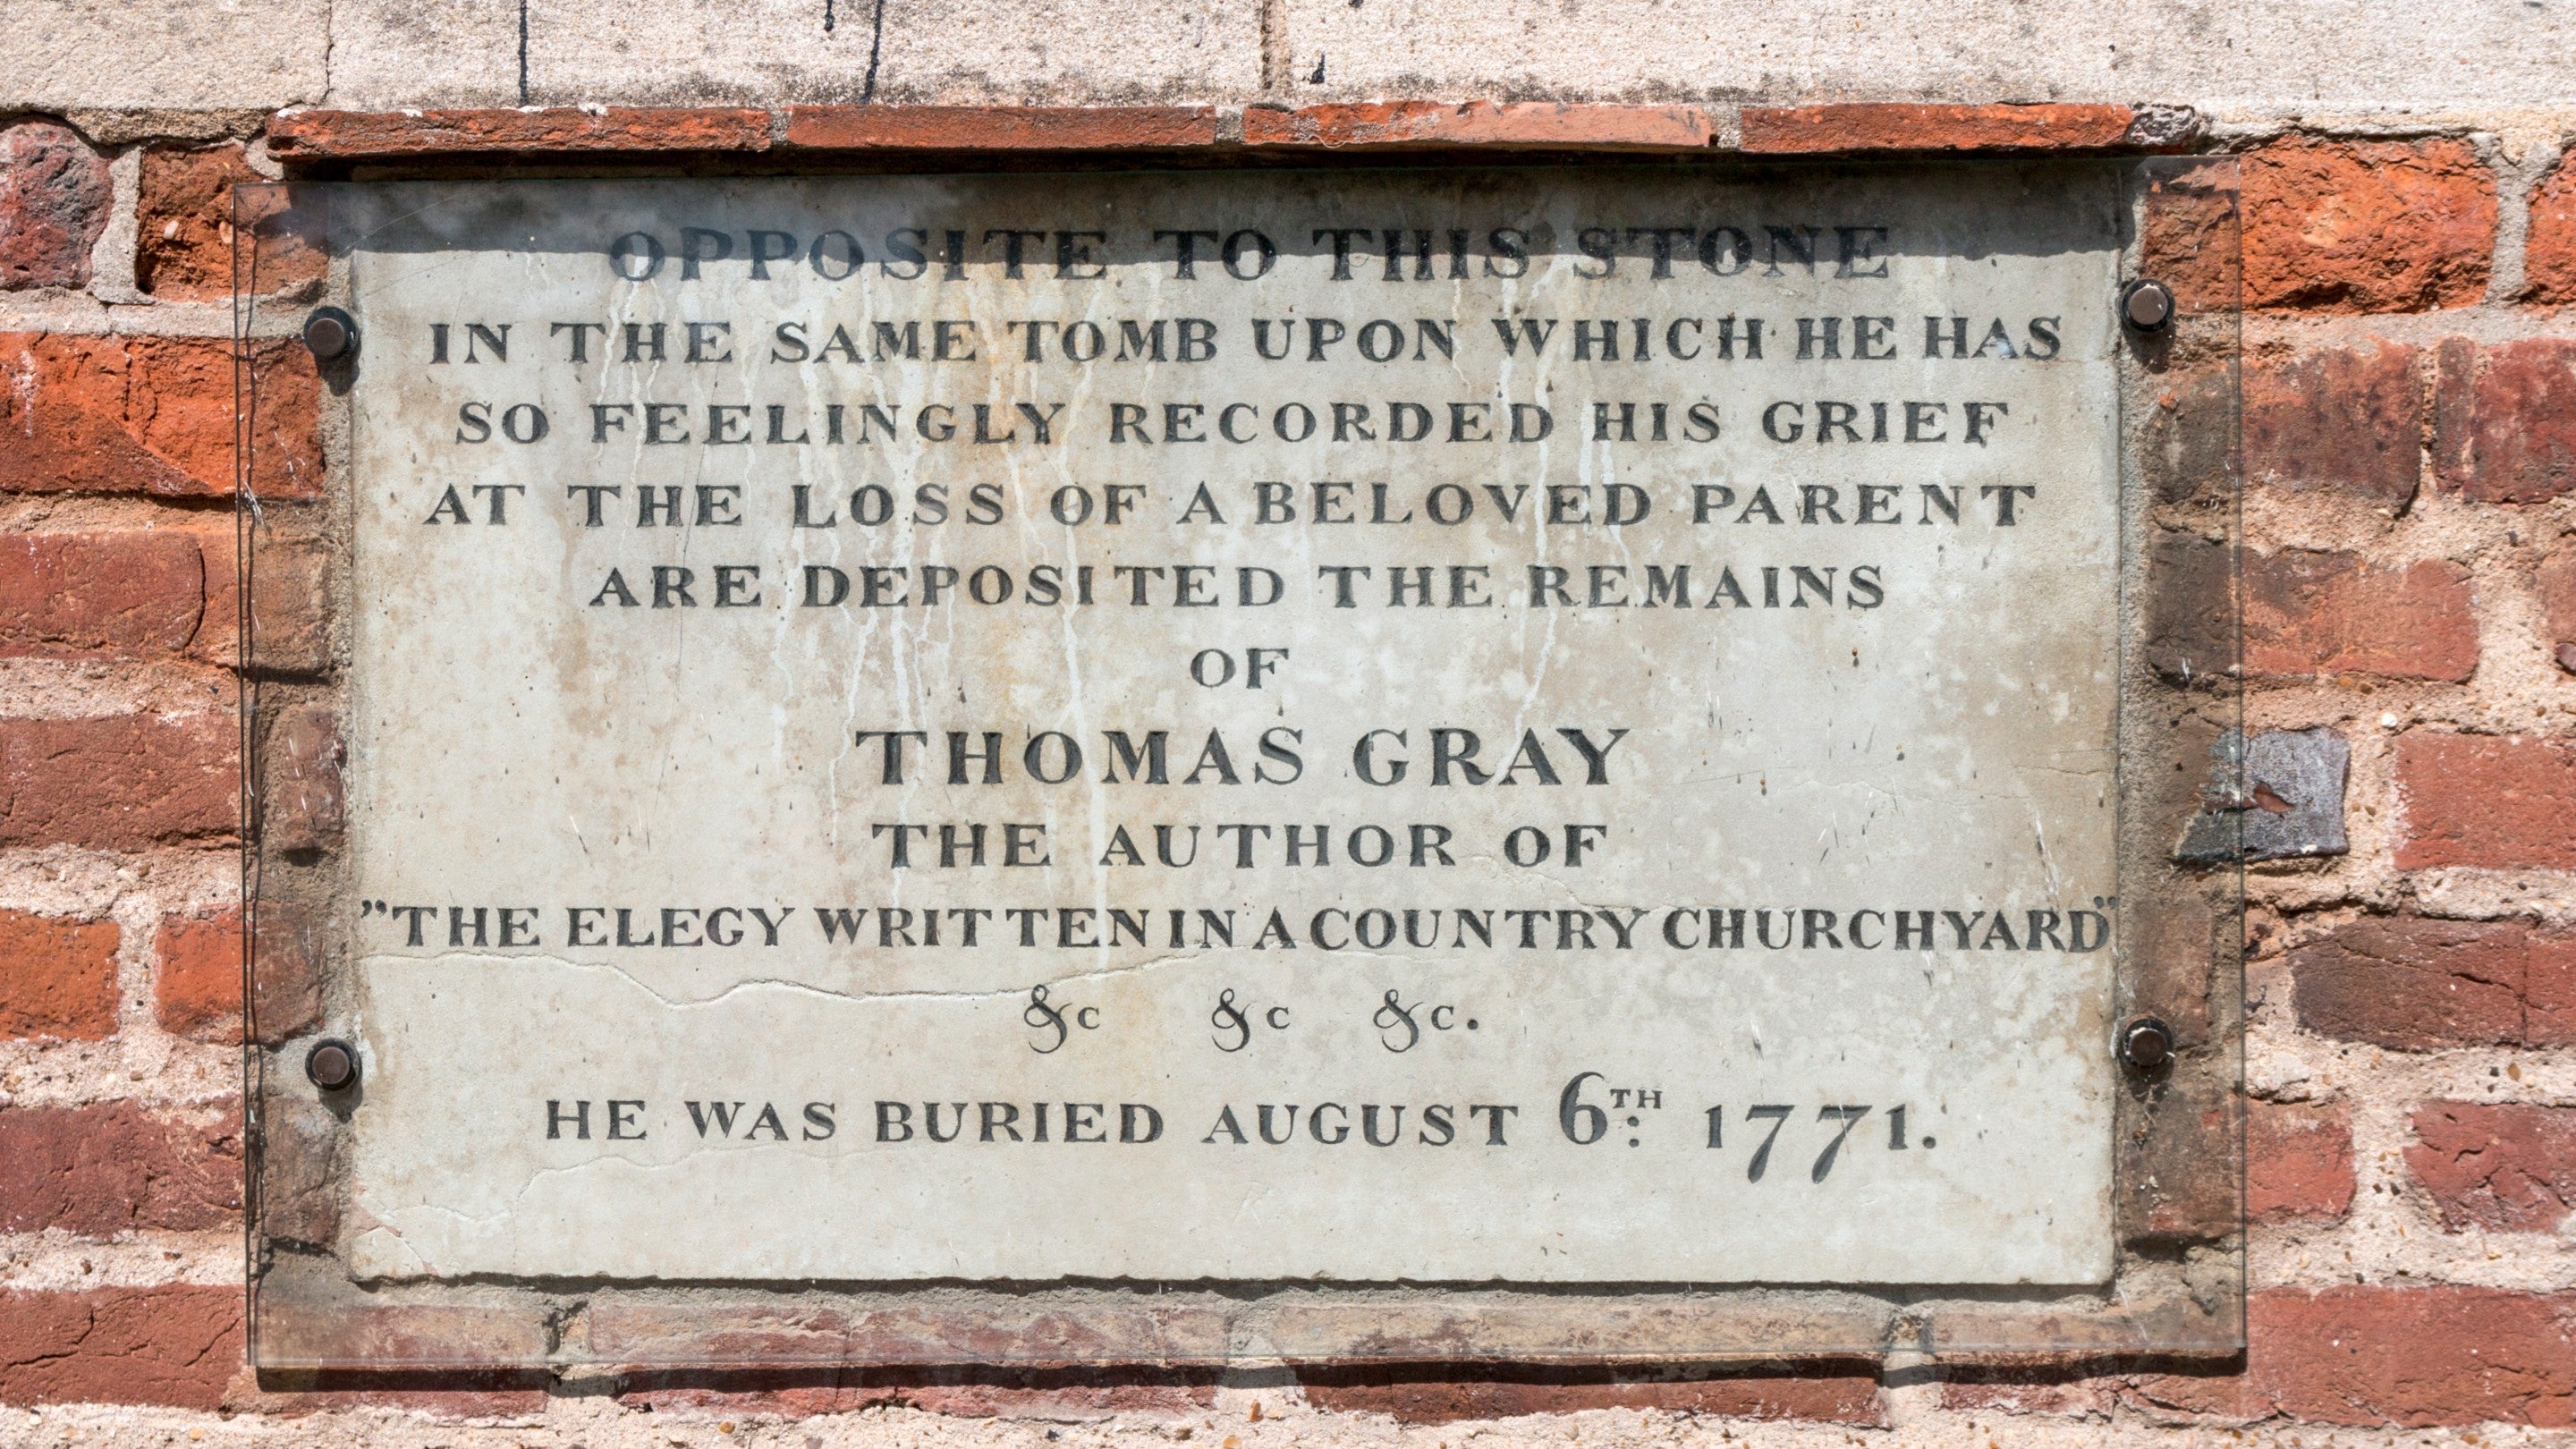 OPPOSITE TO THIS STONE
IN THE SAME TOMB UPON WHICH HE HAS
SO FEELINGLY RECORDED HIS GRIEF
AT THE LOSS OF A BELOVED PARENT
ARE DEPOSITED THE REMAINS
OF
THOMAS GRAY
THE AUTHOR OF
"THE ELEGY WRITTEN IN A COUNTRY CHURCHYARD"
&c &c &c.
HE WAS BURIED AUGUST 6TH: 1771.